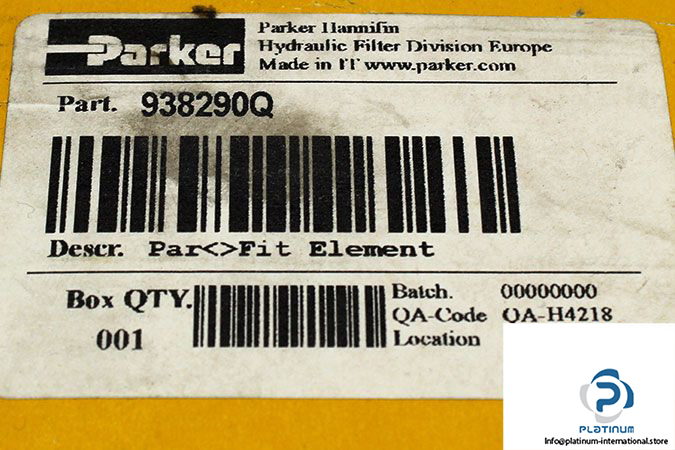 Parker
Parker Hannifin
Hydraulic Filter Division Europe
Made in IT www.parker.com
Part. 938290Q
Descr. Par<>Fit Element
Box QTY.
001
Batch. 00000000
QA-Code QA-H4218
Location
PLATINUM
Info@platinum-international.store